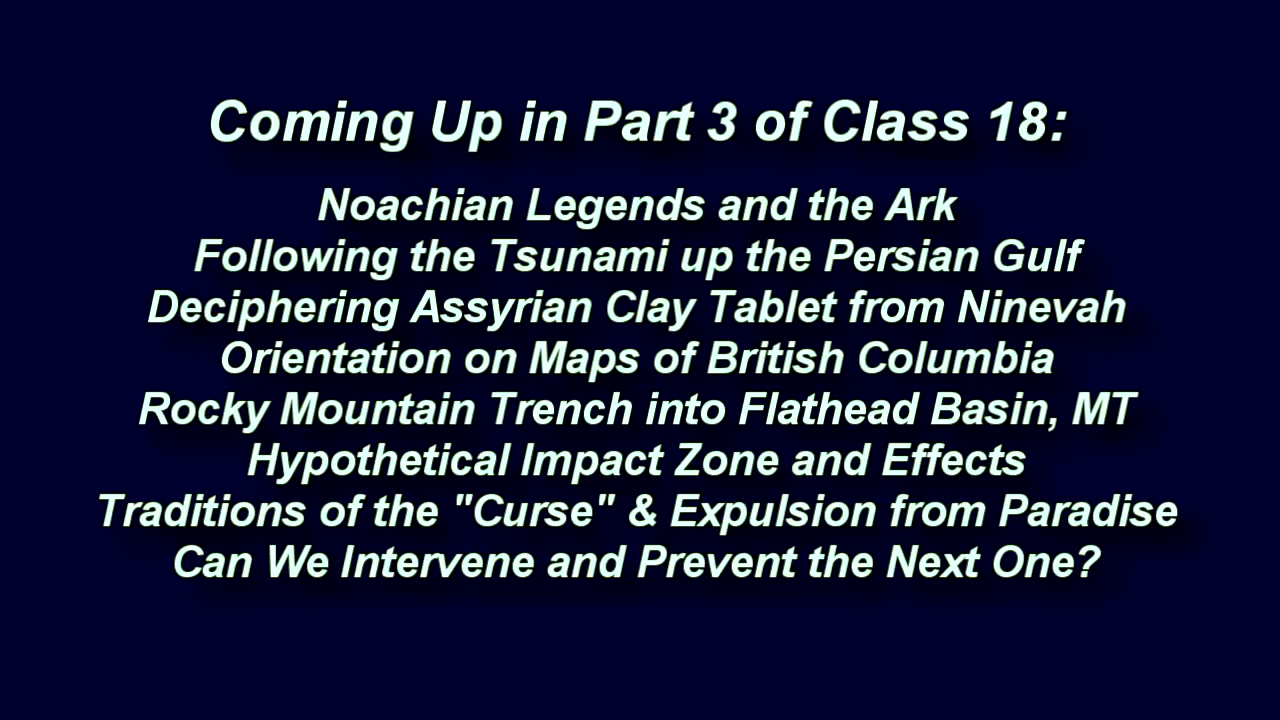 Coming Up in Part 3 of Class 18:
Noachian Legends and the Ark
Following the Tsunami up the Persian Gulf
Deciphering Assyrian Clay Tablet from Ninevah
Orientation on Maps of British Columbia
Rocky Mountain Trench into Flathead Basin, MT
Hypothetical Impact Zone and Effects
Traditions of the "Curse" & Expulsion from Paradise
Can We Intervene and Prevent the Next One?